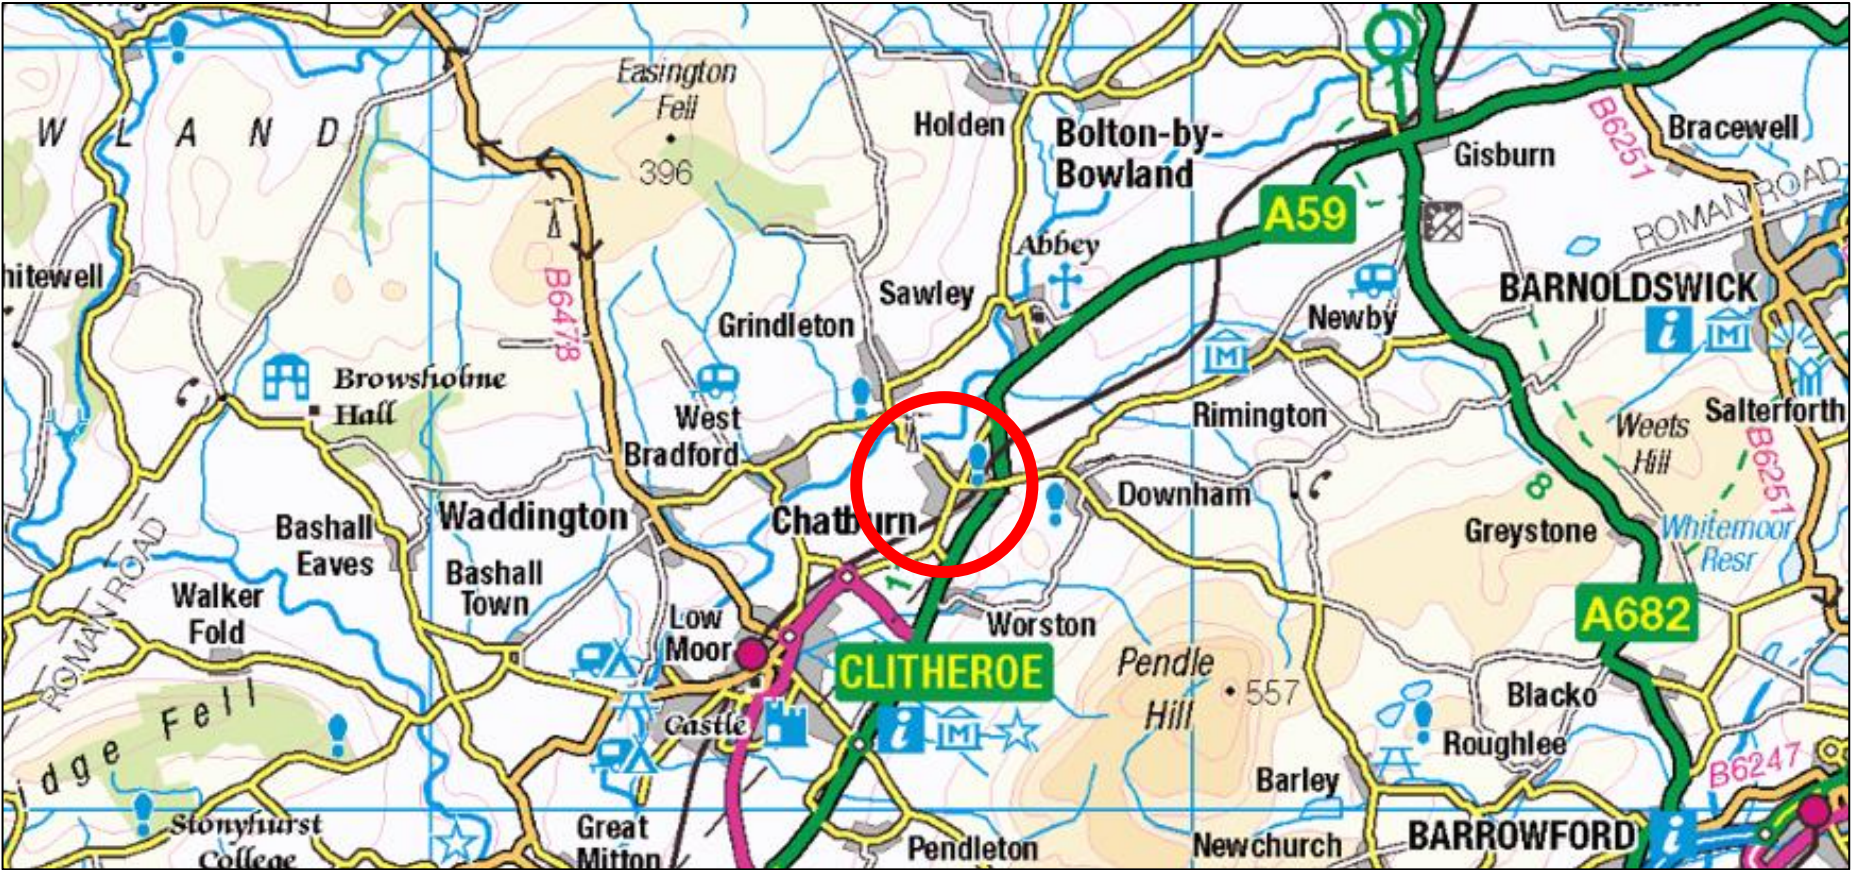 Easington
Fell
396
W L A N D
Holden
Bolton-by-
Bowland
Gisburn
B6251
Bracewell
ROMAN ROAD
A59
Abbey
hitewell
B6478
Sawley
Grindleton
Newby
BARNOLDSWICK
i
M
Browsholme
Hall
West
Bradford
M
Rimington
Weets
Hill
Salterforth
B6251
8
Waddington
Chatburn
Downham
Greystone
Whitemoor
Resr
Bashall
Eaves
ROMAN ROAD
Bashall
Town
1
Walker
Fold
Low
Moor
Worston
A682
CLITHEROE
Pendle
Hill
557
Blacko
idge Fell
Castle
i
M
Roughlee
B6247
Barley
Stonyhurst
College
Great
Mitton
Pendleton
Newchurch
BARROWFORD
i